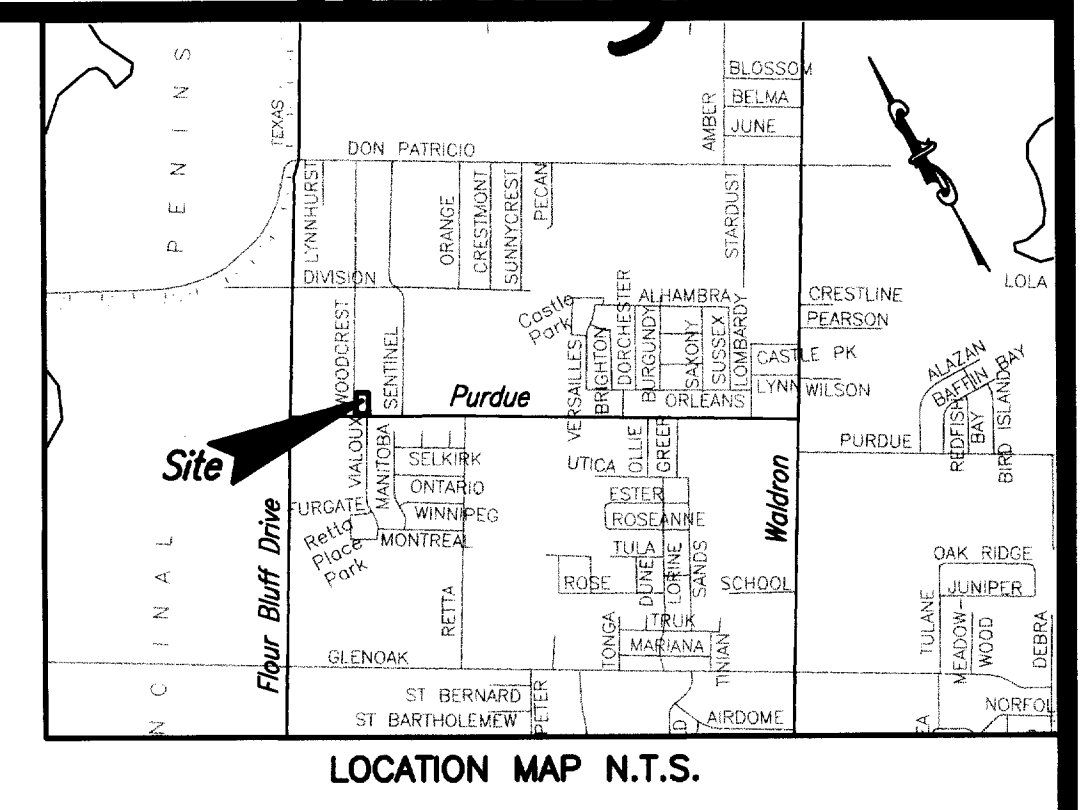 PENINS
TEXAS
BLOSSOM
BELMA
JUNE
AMBER
DON PATRICIO
LYNNHURST
ORANGE
CRESTMONT
SUNNYCREST
PECAN
STARDUST
LOLA
DIVISION
WOODCREST
SENTINEL
Castle
Park
ALHAMBRA
VERSAILLES
BRIGHTON
DORCHESTER
BURGUNDY
SAXONY
SUSSEX
LOMBARDY
CRESTLINE
PEARSON
CASTLE PK
LYNN
WILSON
ORLEANS
ALAZAN
BAFFIN BAY
REDFISH
BAY
BIRD ISLAND
Purdue
PURDUE
Site
VIALOUX
MANITOBA
SELKIRK
ONTARIO
WINNIPEG
MONTREAL
TURGATE
Retta
Place
Park
UTICA
OLLIE
GREER
Waldron
ESTER
ROSEANNE
TULA
ROSE
DUNE
LORINE
SANDS
SCHOOL
OAK RIDGE
JUNIPER
TULANE
MEADOW-
WOOD
DEBRA
NCINAL
Flour Bluff Drive
RETTA
TONGA
TRUK
MARIANA
TINIAN
GLENOAK
ST BERNARD
ST BARTHOLEMEW
PETER
D
AIRDOME
EA
NORFOL
LOCATION MAP N.T.S.